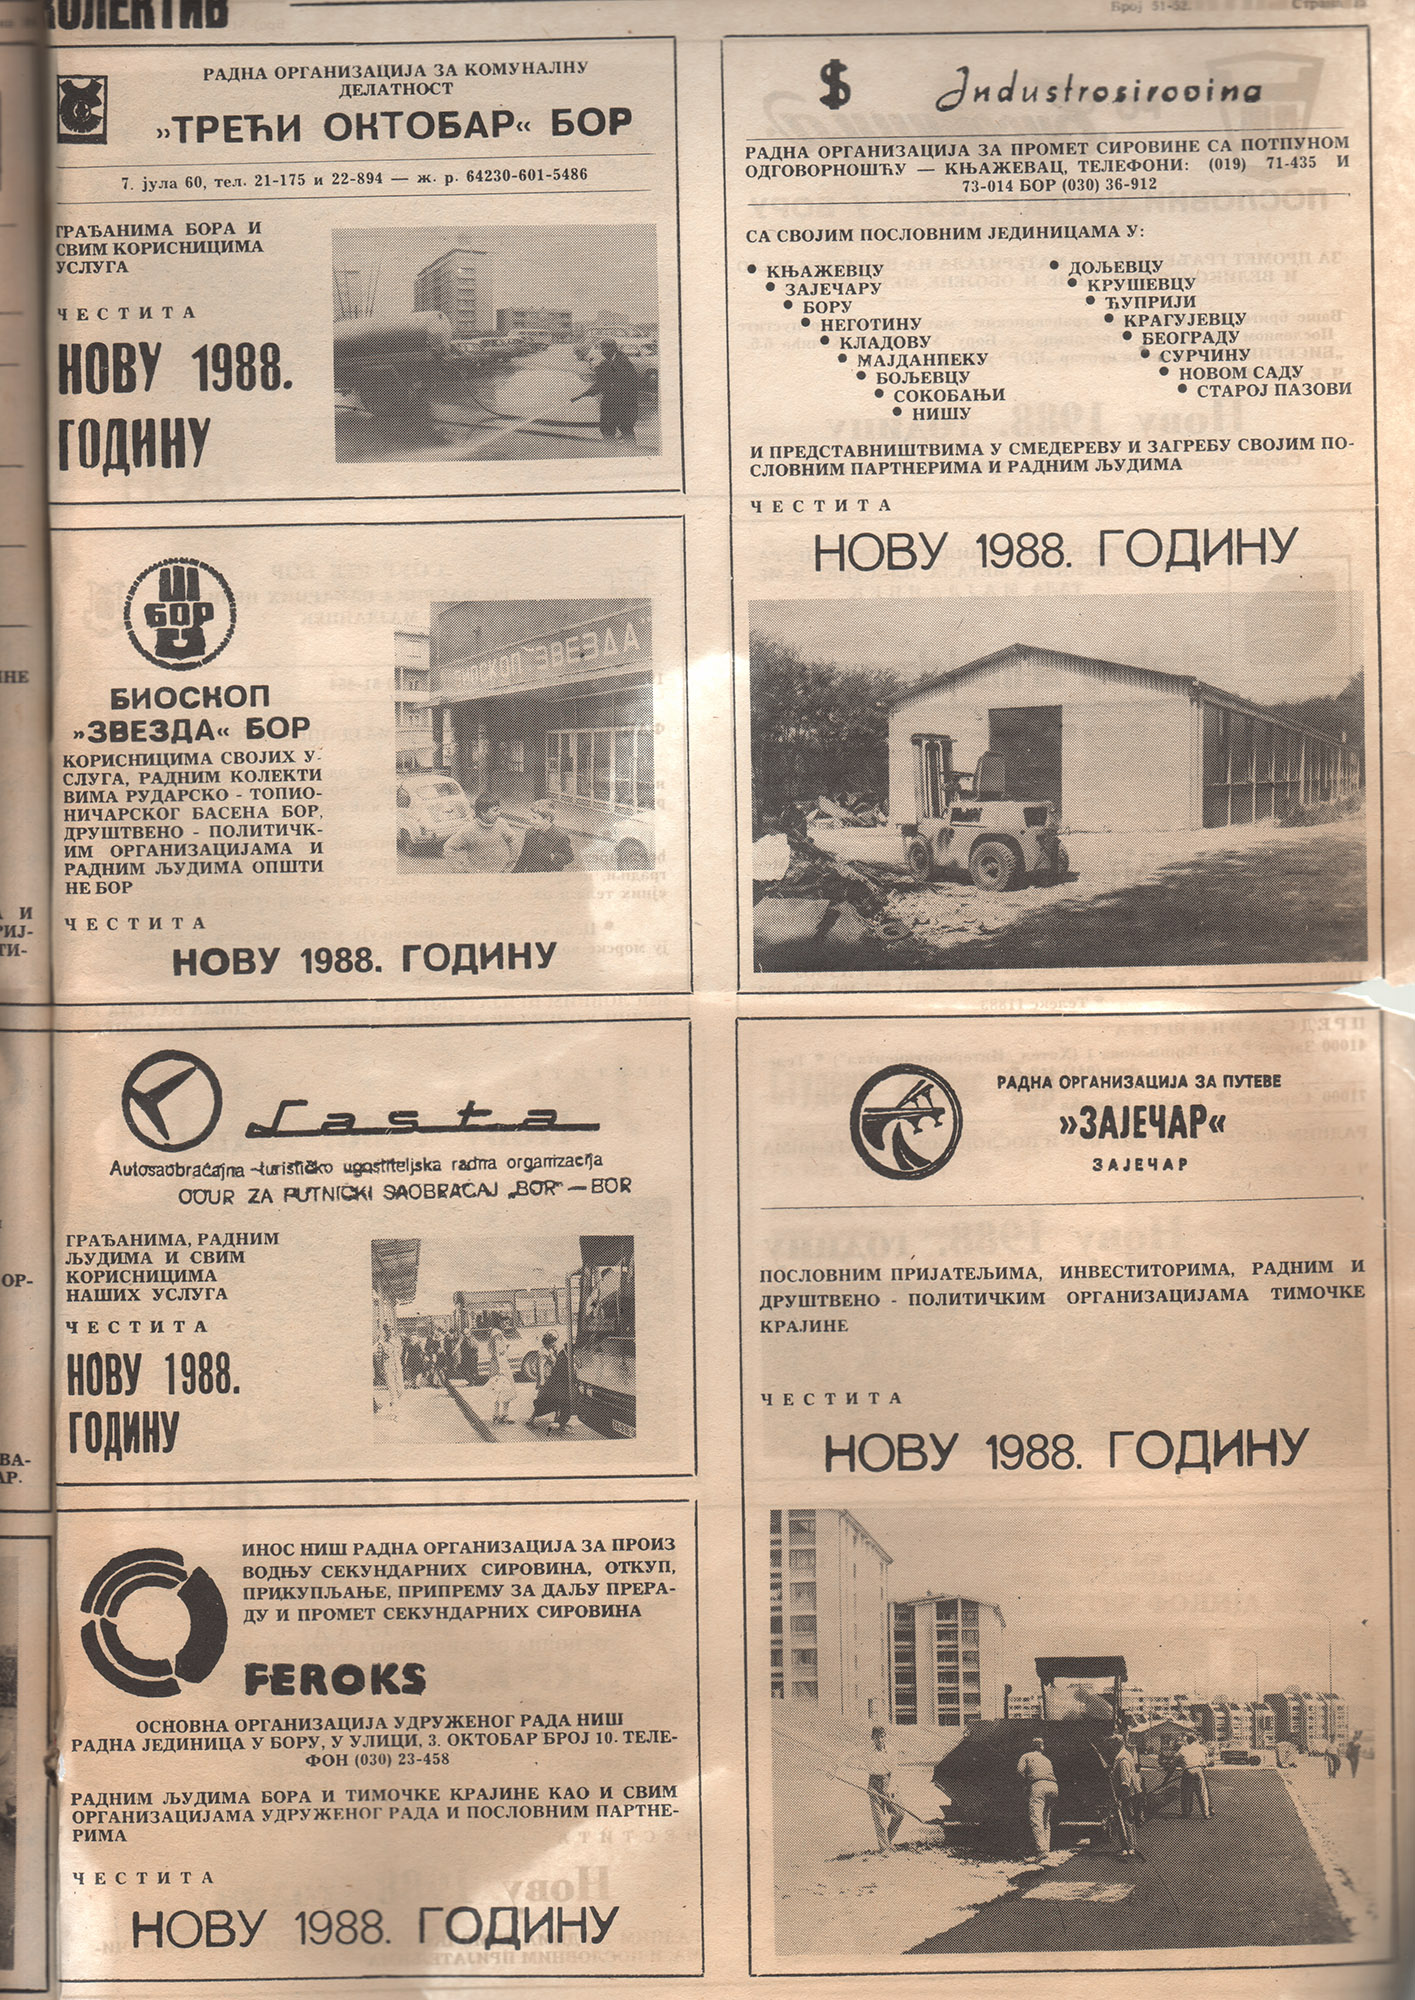 КОЛЕКТИВ
Број 51-52.
РАДНА ОРГАНИЗАЦИЈА ЗА КОМУНАЛНУ
ДЕЛАТНОСТ
»ТРЕЋИ ОКТОБАР« БОР
7. јула 60, тел. 21-175 и 22-894 — ж. р. 64230-601-5486
ГРАЂАНИМА БОРА И
СВИМ КОРИСНИЦИМА
УСЛУГА
ЧЕСТИТА
НОВУ 1988.
ГОДИНУ
БОР
БИОСКОП
»ЗВЕЗДА« БОР
КОРИСНИЦИМА СВОЈИХ У-
СЛУГА, РАДНИМ КОЛЕКТИ
ВИМА РУДАРСКО - ТОПИО-
НИЧАРСКОГ БАСЕНА БОР,
ДРУШТВЕНО - ПОЛИТИЧК-
ИМ ОРГАНИЗАЦИЈАМА И
РАДНИМ ЉУДИМА ОПШТИ
НЕ БОР
ЧЕСТИТА
НОВУ 1988. ГОДИНУ
Lasta
Autosaobraćajna -turističko ugostiteljska radna organizacija
OOUR ZA PUTNIČKI SAOBRAĆAJ „BOR" — BOR
ГРАЂАНИМА, РАДНИМ
ЉУДИМА И СВИМ
КОРИСНИЦИМА
НАШИХ УСЛУГА
ЧЕСТИТА
НОВУ 1988.
ГОДИНУ
ИНОС НИШ РАДНА ОРГАНИЗАЦИЈА ЗА ПРОИЗ
ВОДЊУ СЕКУНДАРНИХ СИРОВИНА, ОТКУП,
ПРИКУПЉАЊЕ, ПРИПРЕМУ ЗА ДАЉУ ПРЕРА-
ДУ И ПРОМЕТ СЕКУНДАРНИХ СИРОВИНА
FEROKS
ОСНОВНА ОРГАНИЗАЦИЈА УДРУЖЕНОГ РАДА НИШ
РАДНА ЈЕДИНИЦА У БОРУ, У УЛИЦИ, 3. ОКТОБАР БРОЈ 10. ТЕЛЕ-
ФОН (030) 23-458
РАДНИМ ЉУДИМА БОРА И ТИМОЧКЕ КРАЈИНЕ КАО И СВИМ
ОРГАНИЗАЦИЈАМА УДРУЖЕНОГ РАДА И ПОСЛОВНИМ ПАРТНЕ-
РИМА
ЧЕСТИТА
НОВУ 1988. ГОДИНУ
Industrosirovina
РАДНА ОРГАНИЗАЦИЈА ЗА ПРОМЕТ СИРОВИНЕ СА ПОТПУНОМ
ОДГОВОРНОШЋУ — КЊАЖЕВАЦ, ТЕЛЕФОНИ: (019) 71-435 И
73-014 БОР (030) 36-912
СА СВОЈИМ ПОСЛОВНИМ ЈЕДИНИЦАМА У:
• КЊАЖЕВЦУ
• ЗАЈЕЧАРУ
• БОРУ
• НЕГОТИНУ
• КЛАДОВУ
• МАЈДАНПЕКУ
• БОЉЕВЦУ
• СОКОБАЊИ
• НИШУ
• ДОЉЕВЦУ
• КРУШЕВЦУ
• ЋУПРИЈИ
• КРАГУЈЕВЦУ
• БЕОГРАДУ
• СУРЧИНУ
• НОВОМ САДУ
• СТАРОЈ ПАЗОВИ
И ПРЕДСТАВНИШТВИМА У СМЕДЕРЕВУ И ЗАГРЕБУ СВОЈИМ ПО-
СЛОВНИМ ПАРТНЕРИМА И РАДНИМ ЉУДИМА
ЧЕСТИТА
НОВУ 1988. ГОДИНУ
РАДНА ОРГАНИЗАЦИЈА ЗА ПУТЕВЕ
»ЗАЈЕЧАР«
ЗАЈЕЧАР
ПОСЛОВНИМ ПРИЈАТЕЉИМА, ИНВЕСТИТОРИМА, РАДНИМ И
ДРУШТВЕНО - ПОЛИТИЧКИМ ОРГАНИЗАЦИЈАМА ТИМОЧКЕ
КРАЈИНЕ
ЧЕСТИТА
НОВУ 1988. ГОДИНУ